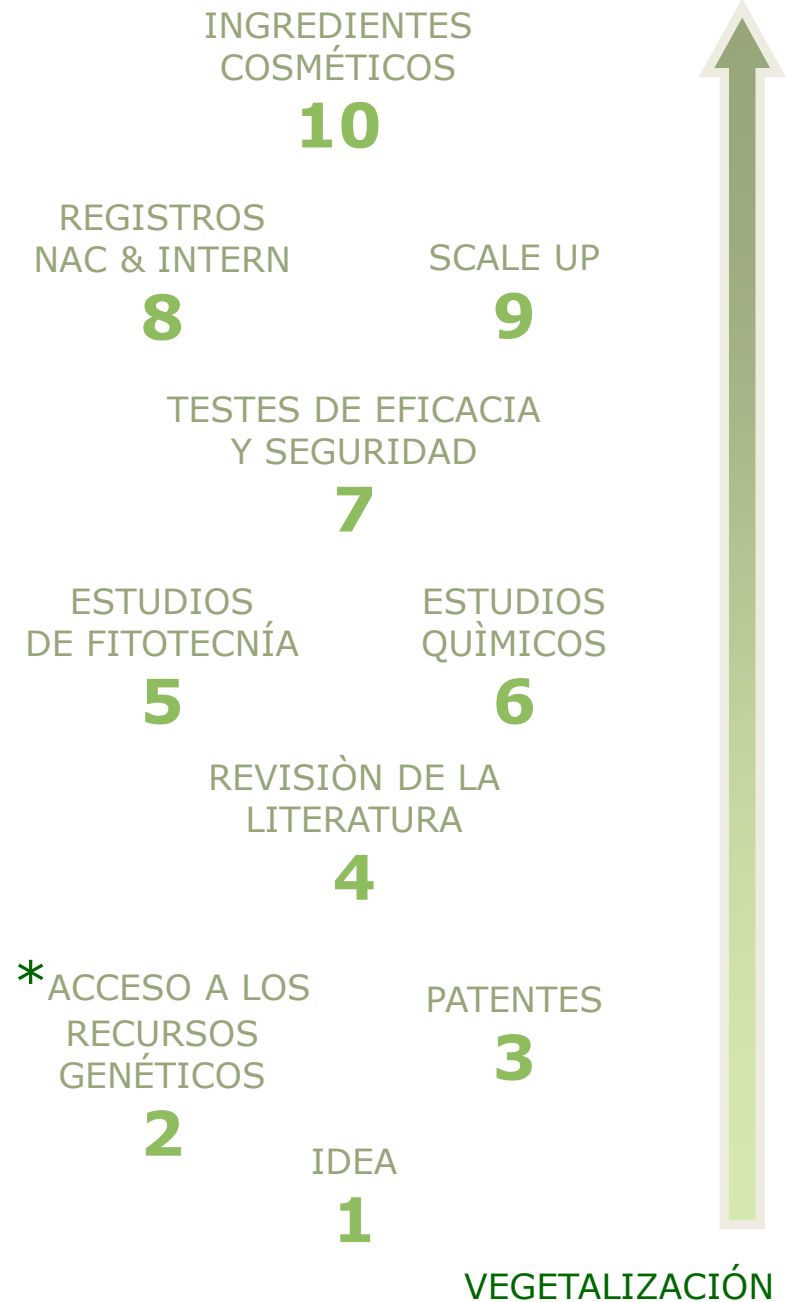 INGREDIENTES
COSMÉTICOS
10
REGISTROS
NAC & INTERN
8
SCALE UP
9
TESTES DE EFICACIA
Y SEGURIDAD
7
ESTUDIOS
DE FITOTECNÍA
5
ESTUDIOS
QUÌMICOS
6
REVISIÒN DE LA
LITERATURA
4
*ACCESO A LOS
RECURSOS
GENÉTICOS
2
PATENTES
3
IDEA
1
VEGETALIZACIÓN